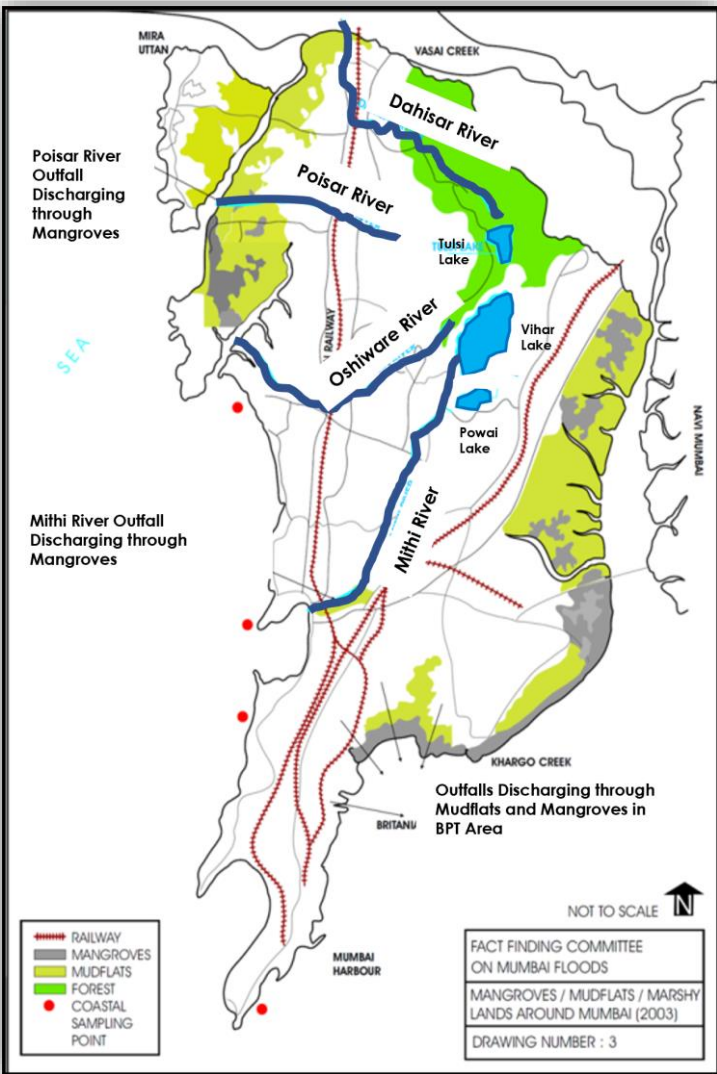 MIRA
UTTAN
VASAI CREEK
Dahisar River
Poisar River
Outfall
Discharging
through
Mangroves
Poisar River
Tulsi
Lake
SEA
RAILWAY
Oshiware River
Vihar
Lake
NAVI MUMBAI
Powai
Lake
Mithi River Outfall
Discharging through
Mangroves
Mithi River
KHARGO CREEK
Outfalls Discharging through
Mudflats and Mangroves in
BPT Area
BRITANI
NOT TO SCALE
N
RAILWAY
MANGROVES
MUDFLATS
FOREST
COASTAL
SAMPLING
POINT
MUMBAI
HARBOUR
FACT FINDING COMMITTEE
ON MUMBAI FLOODS
MANGROVES / MUDFLATS / MARSHY
LANDS AROUND MUMBAI (2003)
DRAWING NUMBER : 3